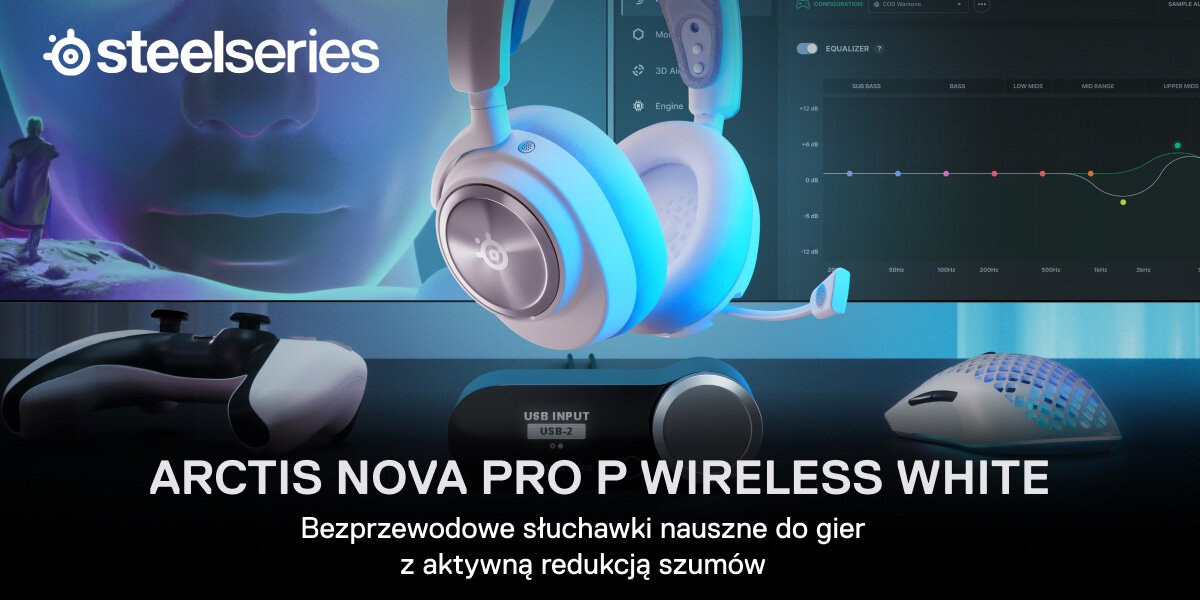 steelseries
CONFIGURATION
COD Warzone
SAMPLE AU
EQUALIZER ?
Engine
SUB BASS BASS LOW MIDS MID RANGE UPPER MIDS
+12 dB
+6 dB
0 dB
-6 dB
-12 dB
50Hz 100Hz 200Hz 500Hz 1kHz 2kHz
USB INPUT
USB-2
ARCTIS NOVA PRO P WIRELESS WHITE
Bezprzewodowe słuchawki nauszne do gier
z aktywną redukcją szumów